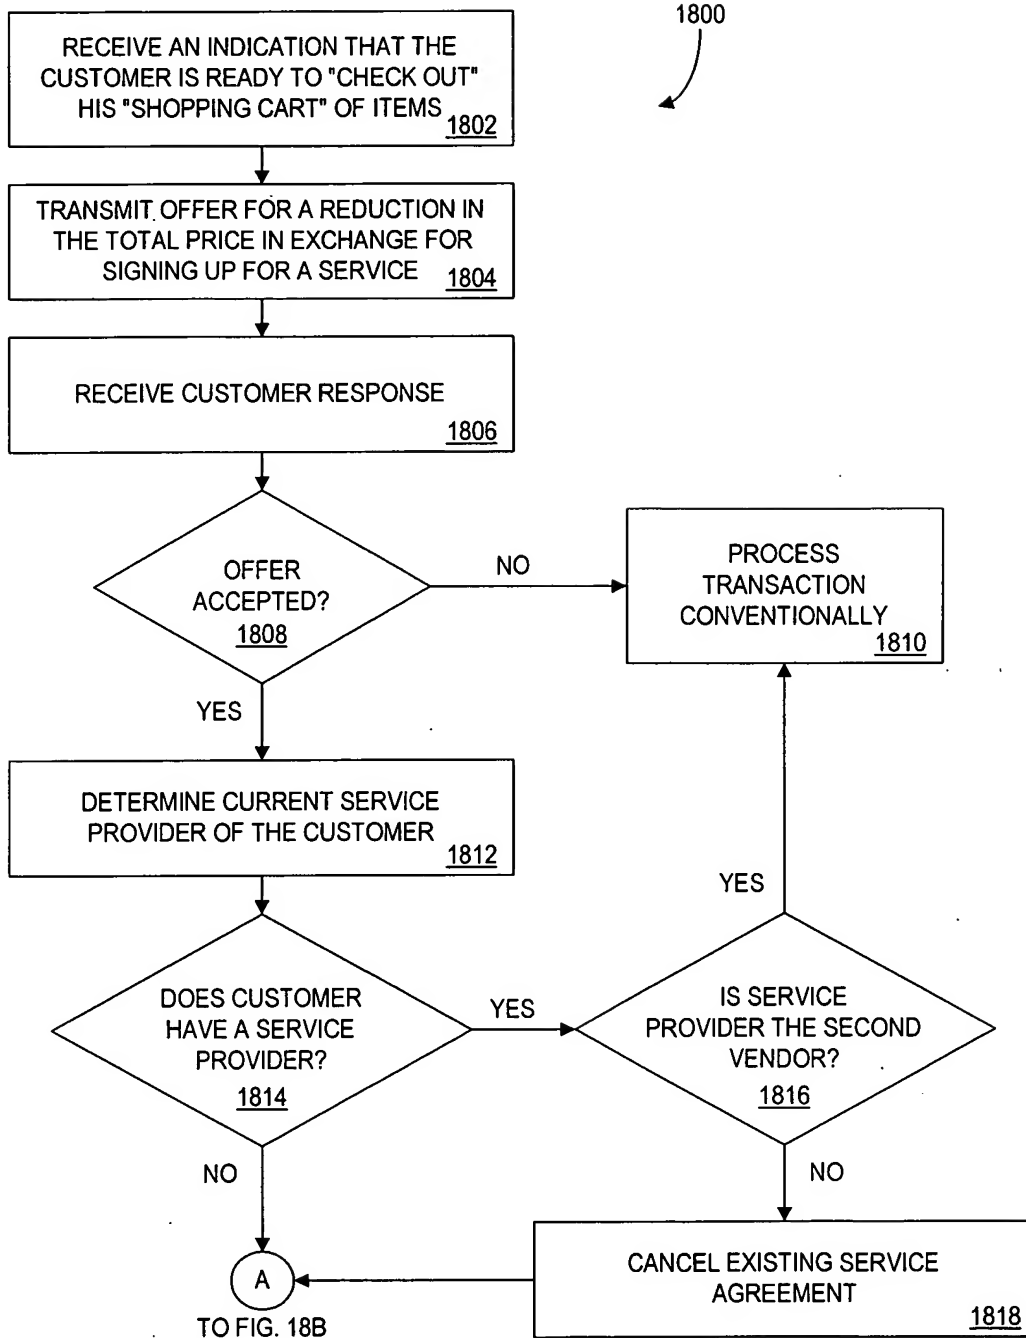 1800
RECEIVE AN INDICATION THAT THE
CUSTOMER IS READY TO "CHECK OUT"
HIS "SHOPPING CART" OF ITEMS
1802
TRANSMIT OFFER FOR A REDUCTION IN
THE TOTAL PRICE IN EXCHANGE FOR
SIGNING UP FOR A SERVICE
1804
RECEIVE CUSTOMER RESPONSE
1806
OFFER
ACCEPTED?
1808
NO
PROCESS
TRANSACTION
CONVENTIONALLY
1810
YES
DETERMINE CURRENT SERVICE
PROVIDER OF THE CUSTOMER
1812
YES
DOES CUSTOMER
HAVE A SERVICE
PROVIDER?
1814
YES
IS SERVICE
PROVIDER THE SECOND
VENDOR?
1816
NO
NO
CANCEL EXISTING SERVICE
AGREEMENT
1818
A
TO FIG. 18B